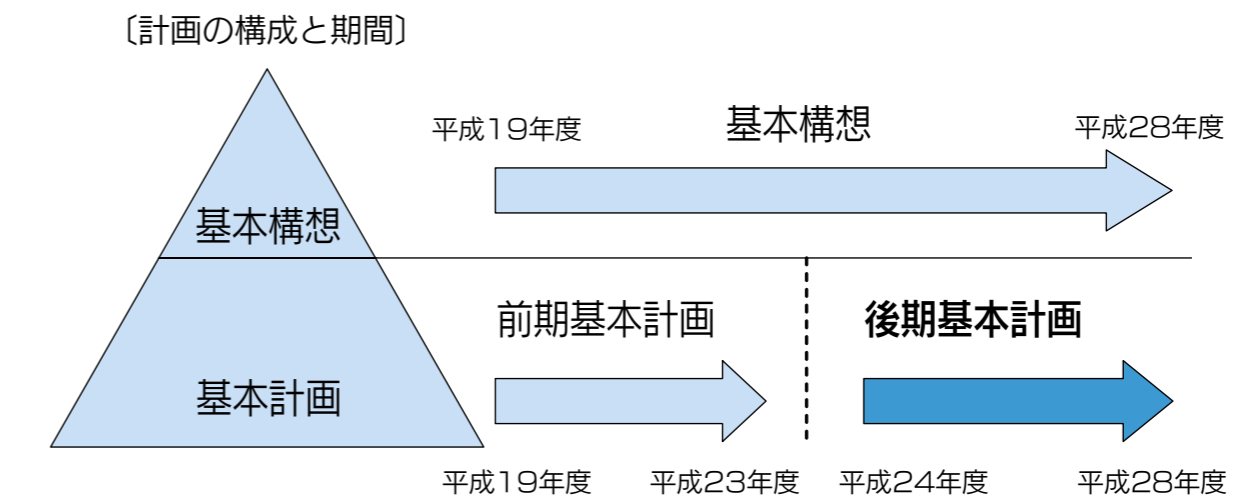 〔計画の構成と期間〕
平成19年度
基本構想
平成28年度
基本構想
前期基本計画
後期基本計画
基本計画
平成19年度
平成23年度
平成24年度
平成28年度